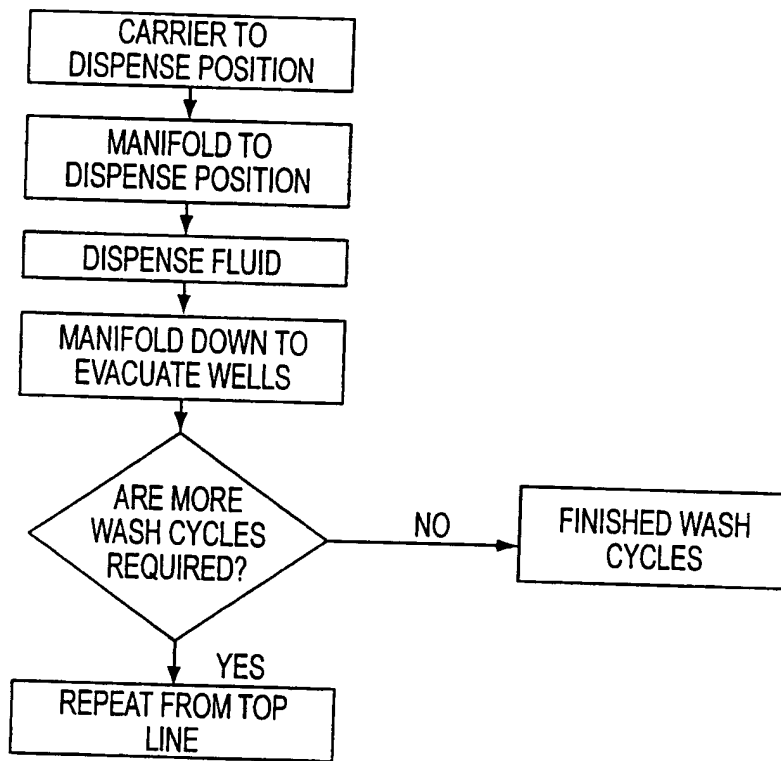 CARRIER TO
DISPENSE POSITION
MANIFOLD TO
DISPENSE POSITION
DISPENSE FLUID
MANIFOLD DOWN TO
EVACUATE WELLS
ARE MORE
WASH CYCLES
REQUIRED?
NO
FINISHED WASH
CYCLES
YES
REPEAT FROM TOP
LINE